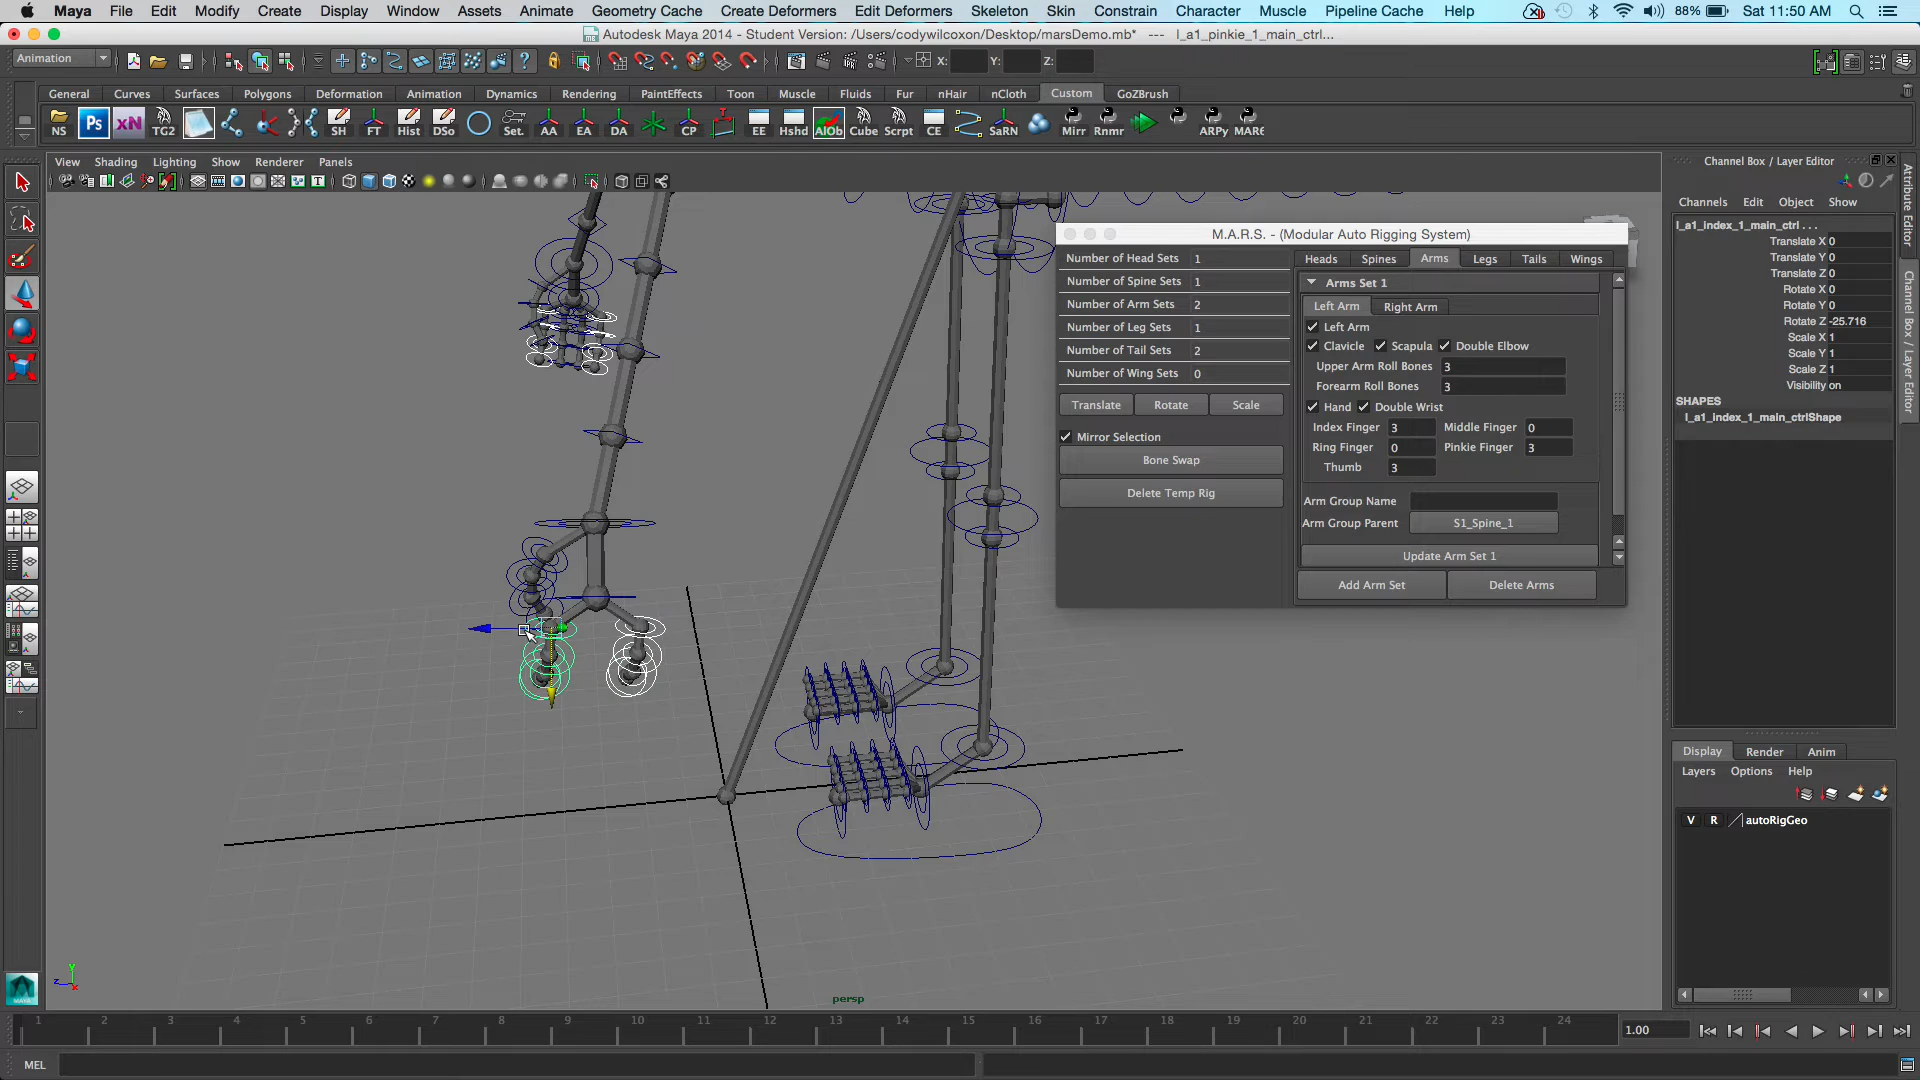 Maya File Edit Modify Create Display Window Assets Animate Geometry Cache Create Deformers Edit Deformers Skeleton Skin Constrain Character Muscle Pipeline Cache Help 88% Sat 11:50 AM
Autodesk Maya 2014 - Student Version: /Users/codywilcoxon/Desktop/marsDemo.mb* --- l_a1_pinkie_1_main_ctrl...
Animation X: Y: Z:
General Curves Surfaces Polygons Deformation Animation Dynamics Rendering PaintEffects Toon Muscle Fluids Fur nHair nCloth Custom GoZBrush
NS Ps xN TG2 SH FT Hist DSo Set. AA EA DA CP EE Hshd AlOb Cube Scrpt CE SaRN Mirr Rnmr ARPy MARS
View Shading Lighting Show Renderer Panels
Channel Box / Layer Editor
Channels Edit Object Show
l_a1_index_1_main_ctrl . . .
Translate X 0
Translate Y 0
Translate Z 0
Rotate X 0
Rotate Y 0
Rotate Z -25.716
Scale X 1
Scale Y 1
Scale Z 1
Visibility on
SHAPES
l_a1_index_1_main_ctrlShape
Attribute Editor
Channel Box / Layer Editor
M.A.R.S. - (Modular Auto Rigging System)
Number of Head Sets 1
Number of Spine Sets 1
Number of Arm Sets 2
Number of Leg Sets 1
Number of Tail Sets 2
Number of Wing Sets 0
Translate Rotate Scale
Mirror Selection
Bone Swap
Delete Temp Rig
Heads Spines Arms Legs Tails Wings
Arms Set 1
Left Arm Right Arm
Left Arm
Clavicle Scapula Double Elbow
Upper Arm Roll Bones 3
Forearm Roll Bones 3
Hand Double Wrist
Index Finger 3 Middle Finger 0
Ring Finger 0 Pinkie Finger 3
Thumb 3
Arm Group Name
Arm Group Parent S1_Spine_1
Update Arm Set 1
Add Arm Set Delete Arms
Display Render Anim
Layers Options Help
V R autoRigGeo
persp
y
z x
MAYA
1 2 3 4 5 6 7 8 9 10 11 12 13 14 15 16 17 18 19 20 21 22 23 24 1.00
MEL